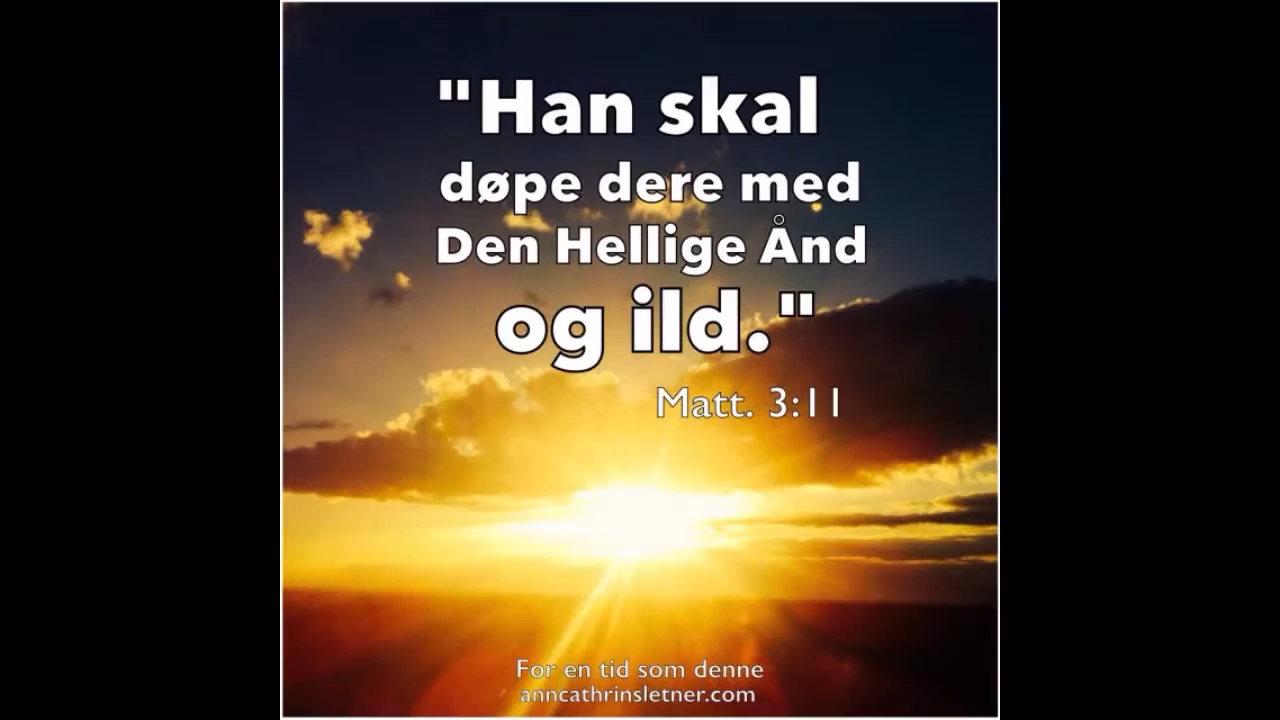 "Han skal
døpe dere med
Den Hellige Ånd
og ild."
Matt. 3:11
For en tid som denne
anncathrinsletner.com